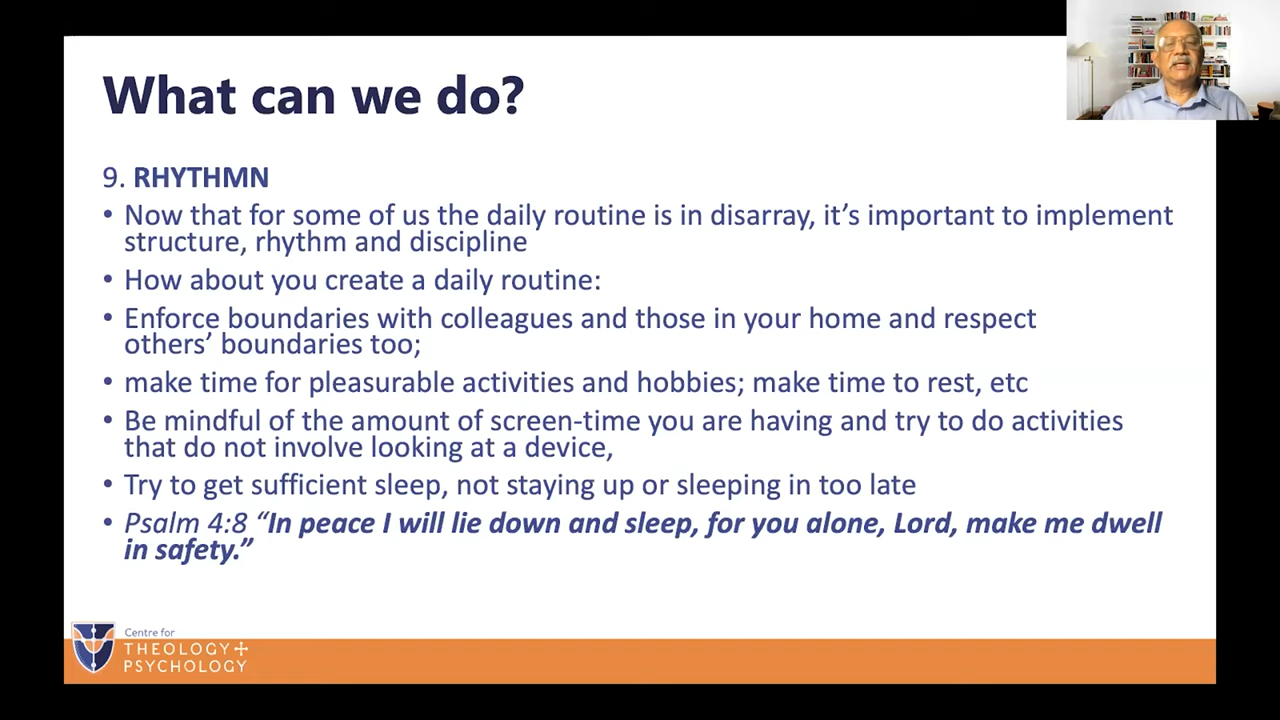 What can we do?
9. RHYTHMN
• Now that for some of us the daily routine is in disarray, it’s important to implement
structure, rhythm and discipline
• How about you create a daily routine:
• Enforce boundaries with colleagues and those in your home and respect
others’ boundaries too;
• make time for pleasurable activities and hobbies; make time to rest, etc
• Be mindful of the amount of screen-time you are having and try to do activities
that do not involve looking at a device,
• Try to get sufficient sleep, not staying up or sleeping in too late
• Psalm 4:8 “In peace I will lie down and sleep, for you alone, Lord, make me dwell
in safety.”
Centre for
THEOLOGY+
PSYCHOLOGY